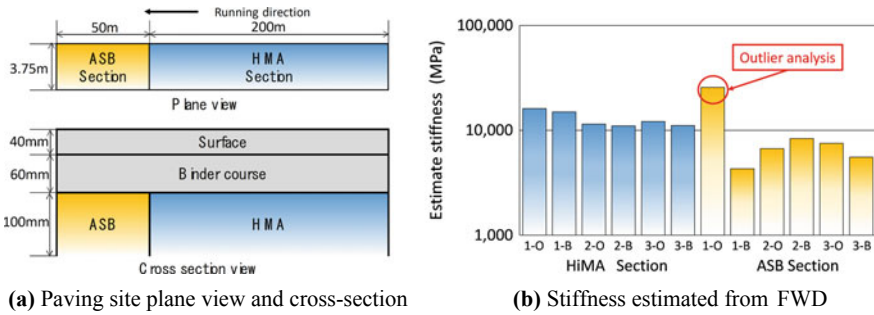 Running direction
50m
200m
3.75m
ASB
Section
HMA
Section
Plane view
40mm
Surface
60mm
Binder course
100mm
ASB
HMA
Cross section view
(a) Paving site plane view and cross-section
Estimate stiffness (MPa)
100,000
10,000
1,000
Outlier analysis
1-O 1-B 2-O 2-B 3-O 3-B 1-O 1-B 2-O 2-B 3-O 3-B
HiMA Section ASB Section
(b) Stiffness estimated from FWD